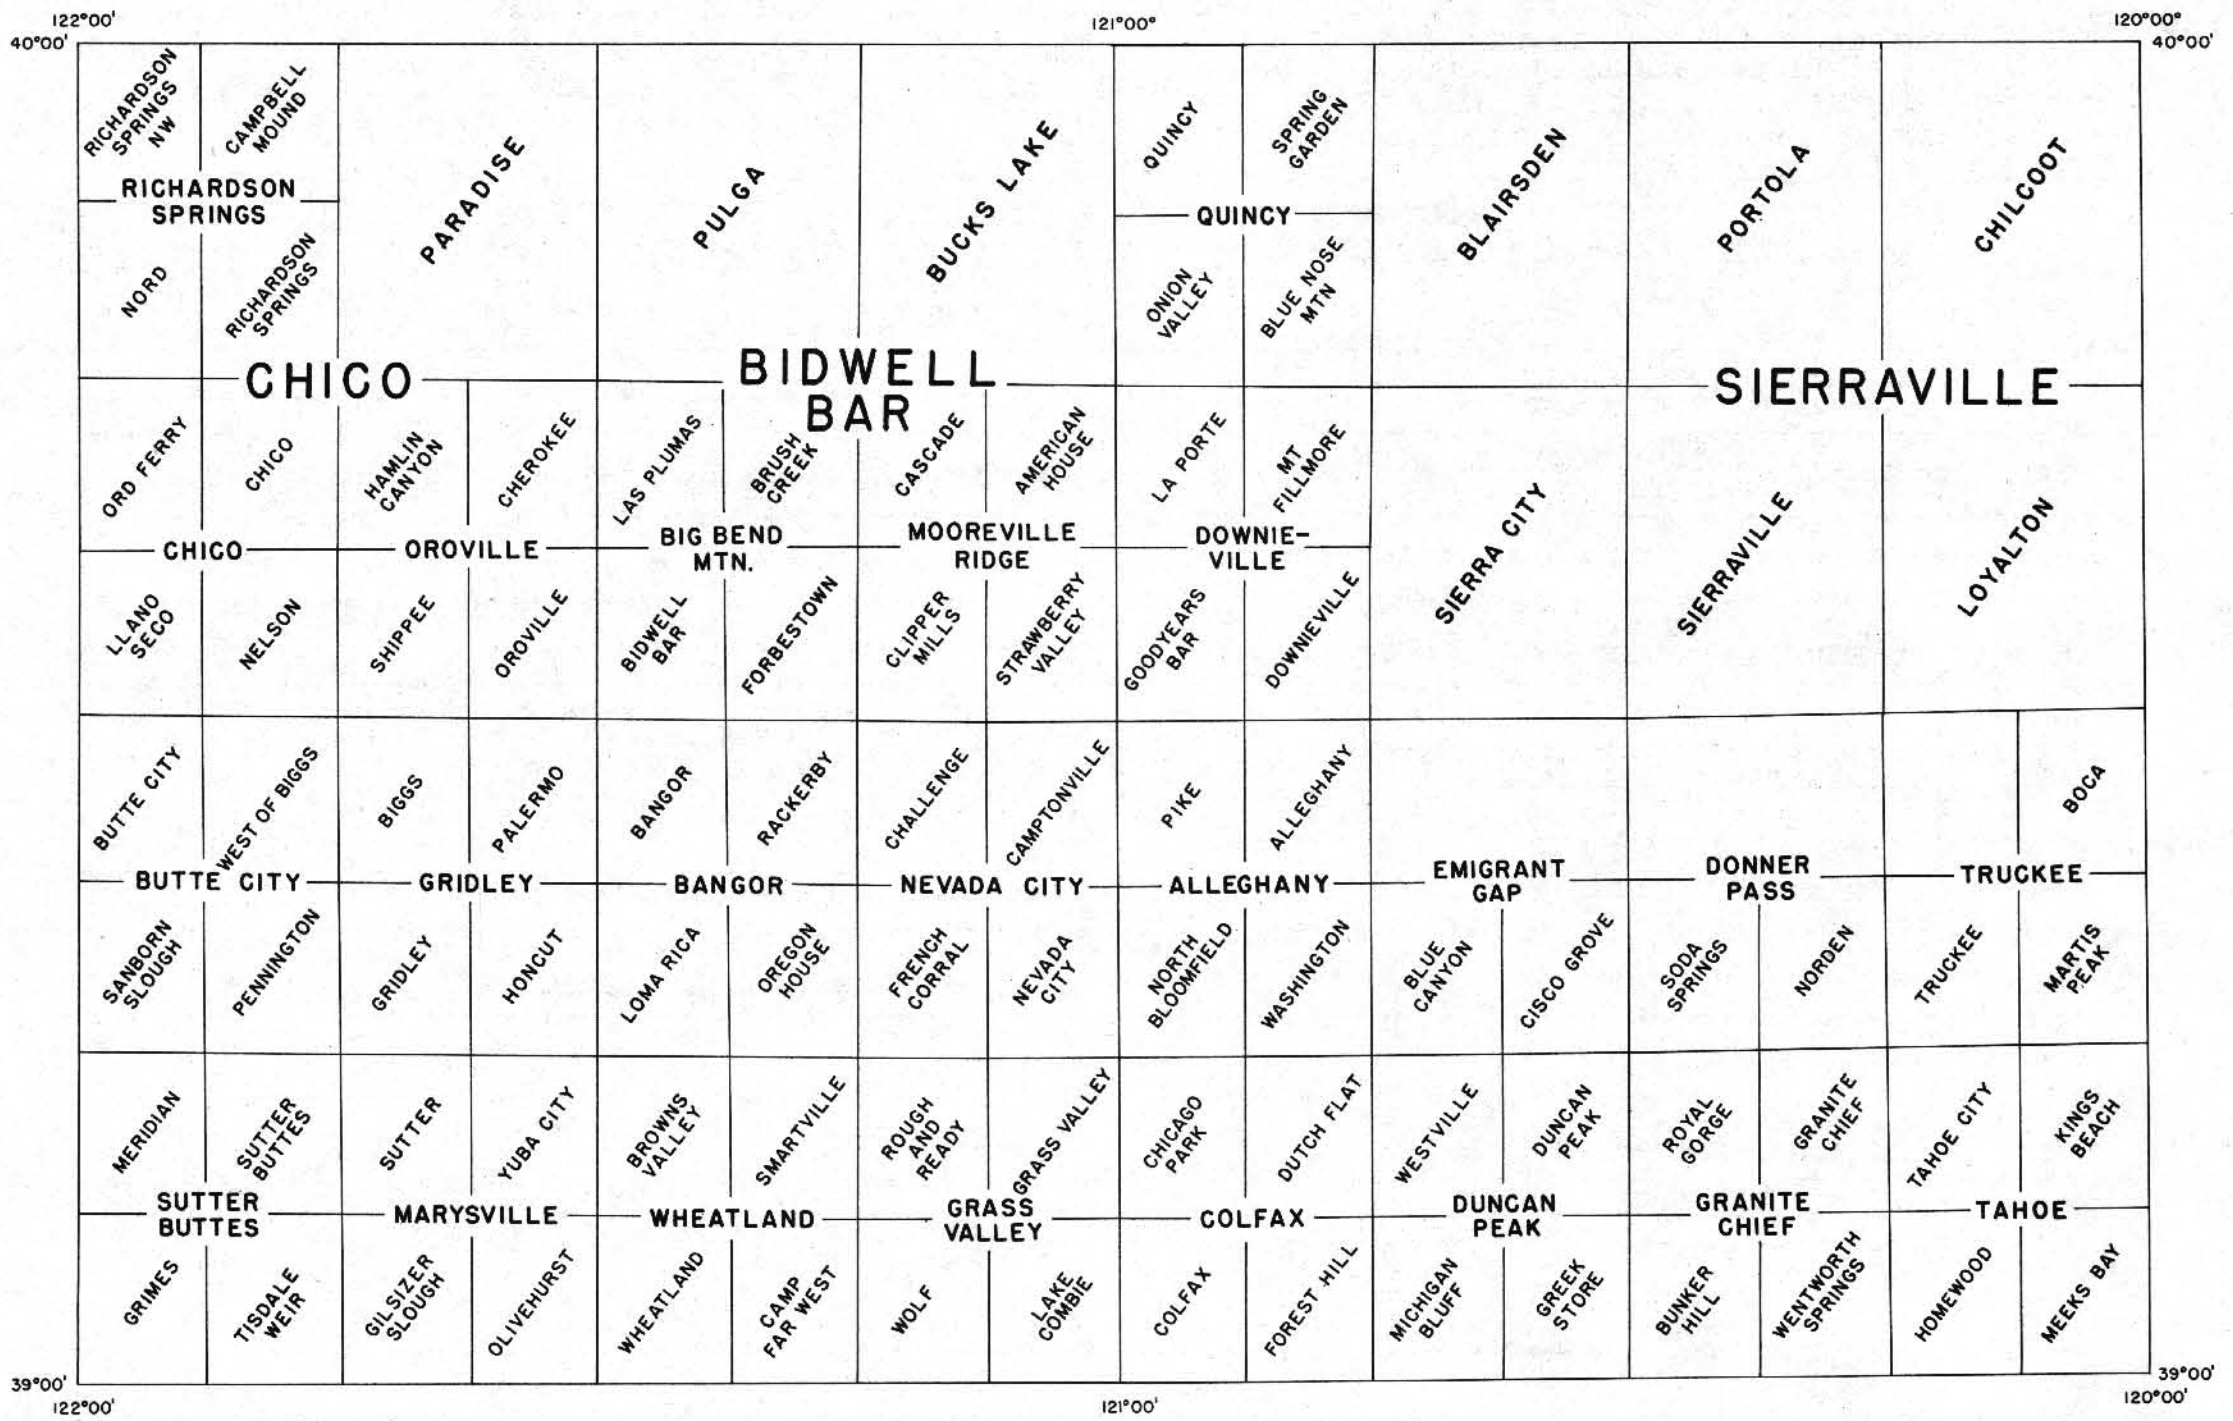 122°00'
121°00°
120°00°
40°00'
40°00'
RICHARDSON
SPRINGS
NW
CAMPBELL
MOUND
PARADISE
PULGA
BUCKS LAKE
QUINCY
SPRING
GARDEN
BLAIRSDEN
PORTOLA
CHILCOOT
RICHARDSON
SPRINGS
QUINCY
NORD
RICHARDSON
SPRINGS
ONION
VALLEY
BLUE NOSE
MTN
CHICO
BIDWELL
BAR
SIERRAVILLE
ORD FERRY
CHICO
HAMLIN
CANYON
CHEROKEE
LAS PLUMAS
BRUSH
CREEK
CASCADE
AMERICAN
HOUSE
LA PORTE
MT
FILLMORE
SIERRA CITY
SIERRAVILLE
LOYALTON
CHICO
OROVILLE
BIG BEND
MTN.
MOOREVILLE
RIDGE
DOWNIE-
VILLE
LLANO
SECO
NELSON
SHIPPEE
OROVILLE
BIDWELL
BAR
FORBESTOWN
CLIPPER
MILLS
STRAWBERRY
VALLEY
GOODYEARS
BAR
DOWNIEVILLE
BUTTE CITY
WEST OF BIGGS
BIGGS
PALERMO
BANGOR
RACKERBY
CHALLENGE
CAMPTONVILLE
PIKE
ALLEGHANY
BOCA
BUTTE CITY
GRIDLEY
BANGOR
NEVADA CITY
ALLEGHANY
EMIGRANT
GAP
DONNER
PASS
TRUCKEE
SANBORN
SLOUGH
PENNINGTON
GRIDLEY
HONCUT
LOMA RICA
OREGON
HOUSE
FRENCH
CORRAL
NEVADA
CITY
NORTH
BLOOMFIELD
WASHINGTON
BLUE
CANYON
CISCO GROVE
SODA
SPRINGS
NORDEN
TRUCKEE
MARTIS
PEAK
MERIDIAN
SUTTER
BUTTES
SUTTER
YUBA CITY
BROWNS
VALLEY
SMARTVILLE
ROUGH
AND
READY
GRASS VALLEY
CHICAGO
PARK
DUTCH FLAT
WESTVILLE
DUNCAN
PEAK
ROYAL
GORGE
GRANITE
CHIEF
TAHOE CITY
KINGS
BEACH
SUTTER
BUTTES
MARYSVILLE
WHEATLAND
GRASS
VALLEY
COLFAX
DUNCAN
PEAK
GRANITE
CHIEF
TAHOE
GRIMES
TISDALE
WEIR
GILSIZER
SLOUGH
OLIVEHURST
WHEATLAND
CAMP
FAR WEST
WOLF
LAKE
COMBIE
COLFAX
FOREST HILL
MICHIGAN
BLUFF
GREEK
STORE
BUNKER
HILL
WENTWORTH
SPRINGS
HOMEWOOD
MEEKS BAY
39°00'
39°00'
122°00'
121°00'
120°00'